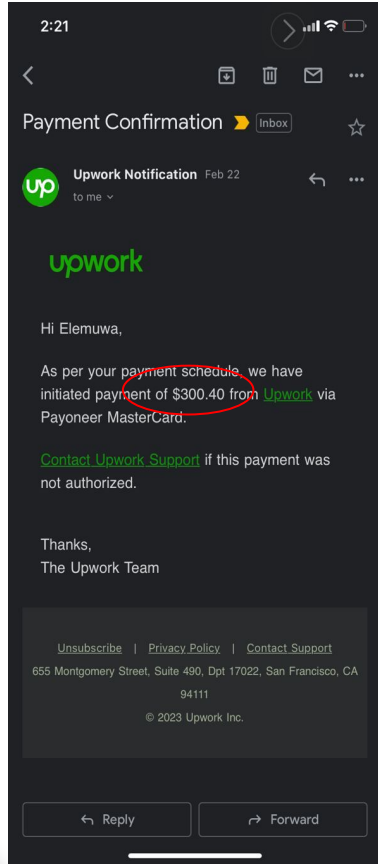 2:21
Payment Confirmation Inbox
Upwork Notification Feb 22
to me
up
upwork
Hi Elemuwa,
As per your payment schedule, we have
initiated payment of $300.40 from Upwork via
Payoneer MasterCard.
Contact Upwork Support if this payment was
not authorized.
Thanks,
The Upwork Team
Unsubscribe | Privacy Policy | Contact Support
655 Montgomery Street, Suite 490, Dpt 17022, San Francisco, CA
94111
© 2023 Upwork Inc.
Reply
Forward